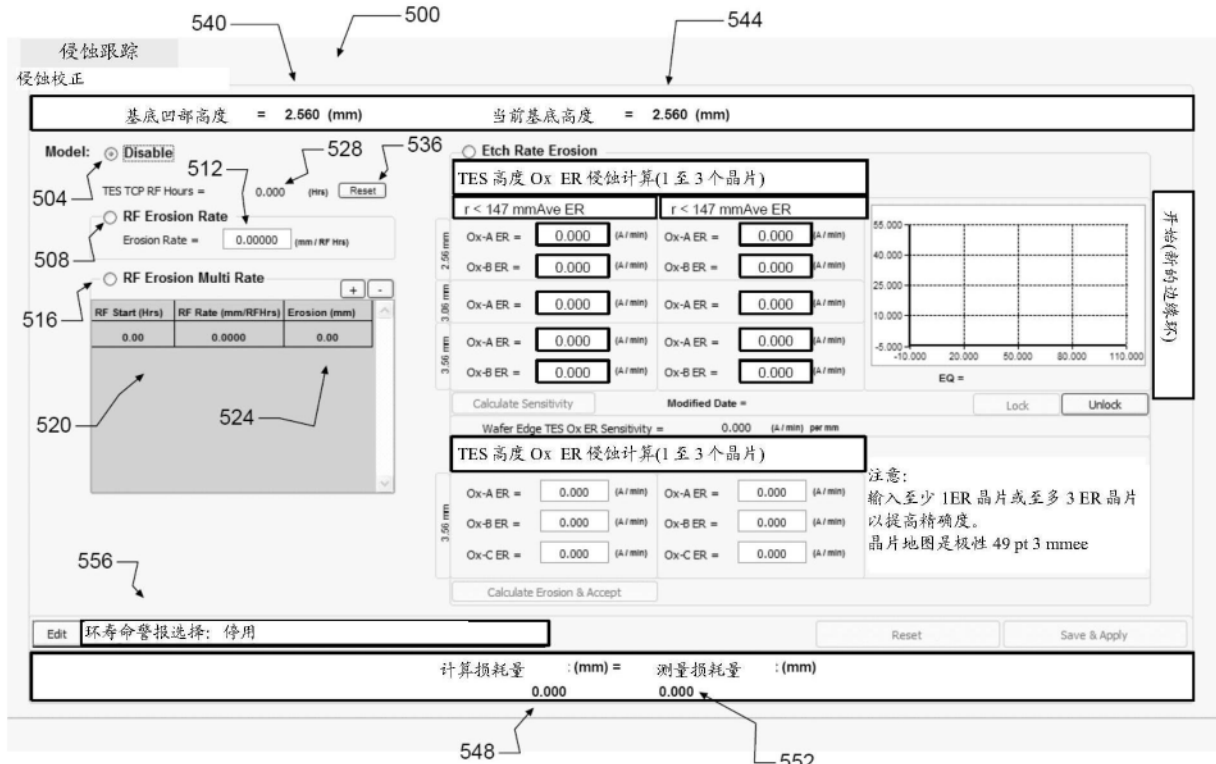 540
500
544
侵蚀跟踪
侵蚀校正
基底凹部高度 = 2.560 (mm) 当前基底高度 = 2.560 (mm)
Model: Disable
528
536
512
504
TES TCP RF Hours = 0.000 (Hrs) Reset
RF Erosion Rate
508
Erosion Rate = 0.00000 (mm / RF Hrs)
RF Erosion Multi Rate
+ -
516
RF Start (Hrs) RF Rate (mm/RFHrs) Erosion (mm)
0.00 0.0000 0.00
520
524
Etch Rate Erosion
TES 高度 Ox ER 侵蚀计算(1 至 3 个晶片)
r < 147 mmAve ER r < 147 mmAve ER
2.56 mm
Ox-A ER = 0.000 (A / min) Ox-A ER = 0.000 (A / min)
Ox-B ER = 0.000 (A / min) Ox-B ER = 0.000 (A / min)
3.06 mm
Ox-A ER = 0.000 (A / min) Ox-A ER = 0.000 (A / min)
3.56 mm
Ox-A ER = 0.000 (A / min) Ox-A ER = 0.000 (A / min)
Ox-B ER = 0.000 (A / min) Ox-B ER = 0.000 (A / min)
55.000
40.000
25.000
10.000
-5.000
-10.000 20.000 50.000 80.000 110.000
EQ =
开始(新的边缘环)
Calculate Sensitivity Modified Date = Lock Unlock
Wafer Edge TES Ox ER Sensitivity = 0.000 (A / min) per mm
TES 高度 Ox ER 侵蚀计算(1 至 3 个晶片)
3.56 mm
Ox-A ER = 0.000 (A / min) Ox-A ER = 0.000 (A / min)
Ox-B ER = 0.000 (A / min) Ox-B ER = 0.000 (A / min)
Ox-C ER = 0.000 (A / min) Ox-C ER = 0.000 (A / min)
注意:
输入至少 1ER 晶片或至多 3 ER 晶片
以提高精确度。
晶片地图是极性 49 pt 3 mmee
Calculate Erosion & Accept
556
Edit 环寿命警报选择: 停用
Reset Save & Apply
计算损耗量 : (mm) = 测量损耗量 : (mm)
0.000 0.000
548
552